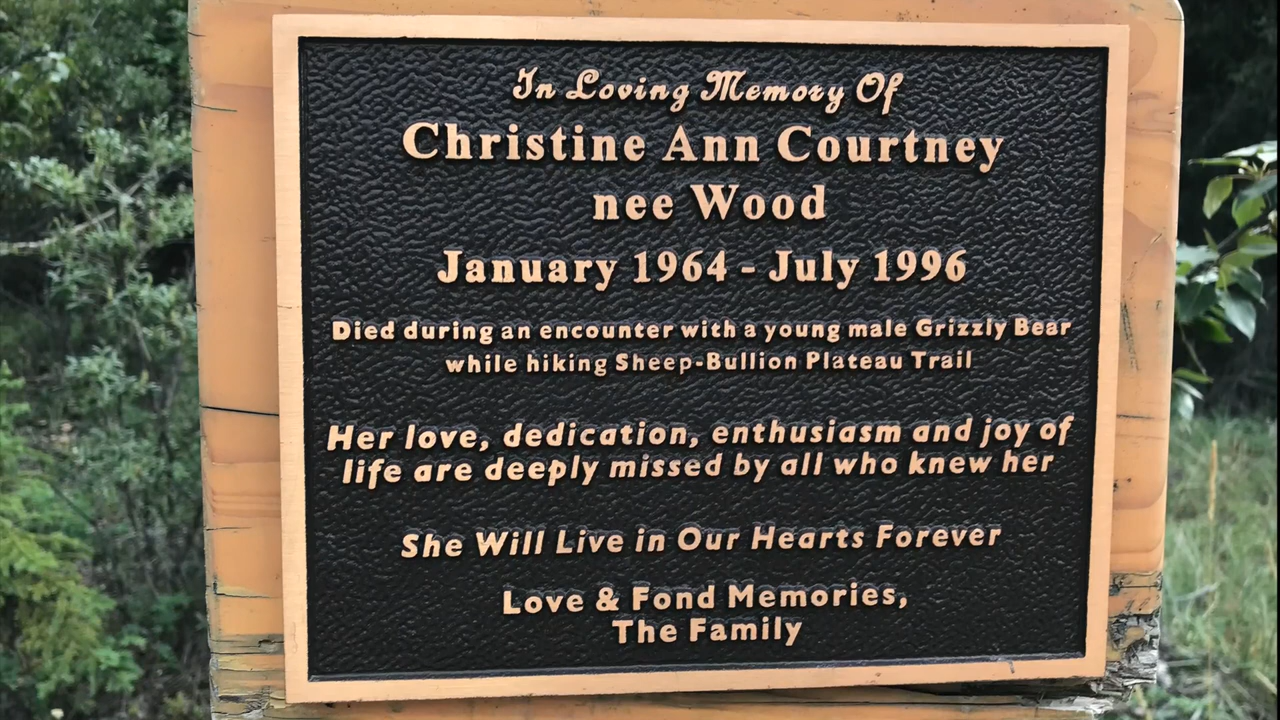 In Loving Memory Of
Christine Ann Courtney
nee Wood
January 1964 - July 1996
Died during an encounter with a young male Grizzly Bear
while hiking Sheep-Bullion Plateau Trail
Her love, dedication, enthusiasm and joy of
life are deeply missed by all who knew her
She Will Live in Our Hearts Forever
Love & Fond Memories,
The Family